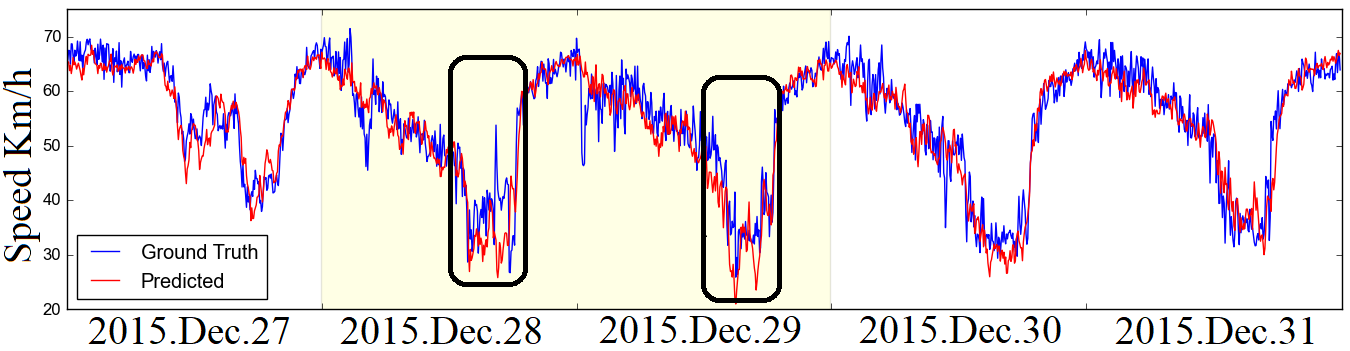 Speed Km/h
70
60
50
40
30
20
Ground Truth
Predicted
2015.Dec.27 2015.Dec.28 2015.Dec.29 2015.Dec.30 2015.Dec.31